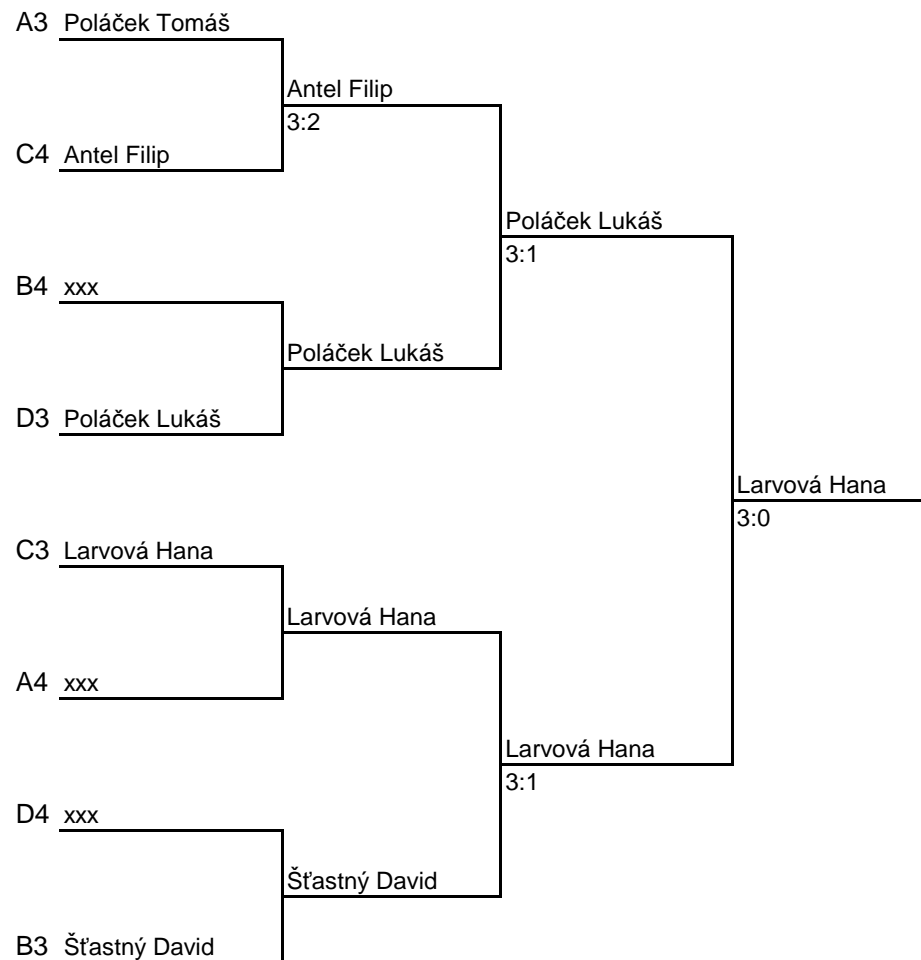 A3 Poláček Tomáš
Antel Filip
3:2
C4 Antel Filip
Poláček Lukáš
3:1
B4 xxx
Poláček Lukáš
D3 Poláček Lukáš
Larvová Hana
3:0
C3 Larvová Hana
Larvová Hana
A4 xxx
Larvová Hana
3:1
D4 xxx
Šťastný David
B3 Šťastný David